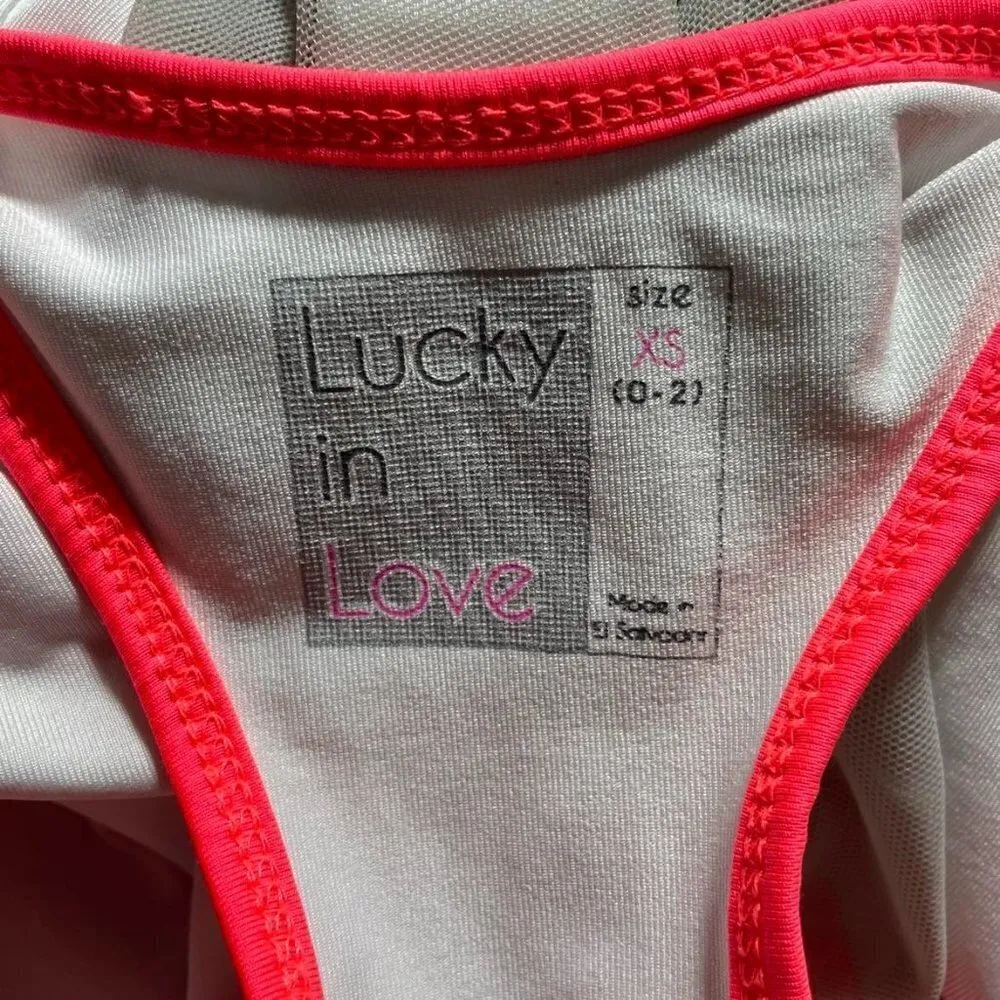 Lucky
in
Love
size
XS
(0-2)
Made in
El Salvador